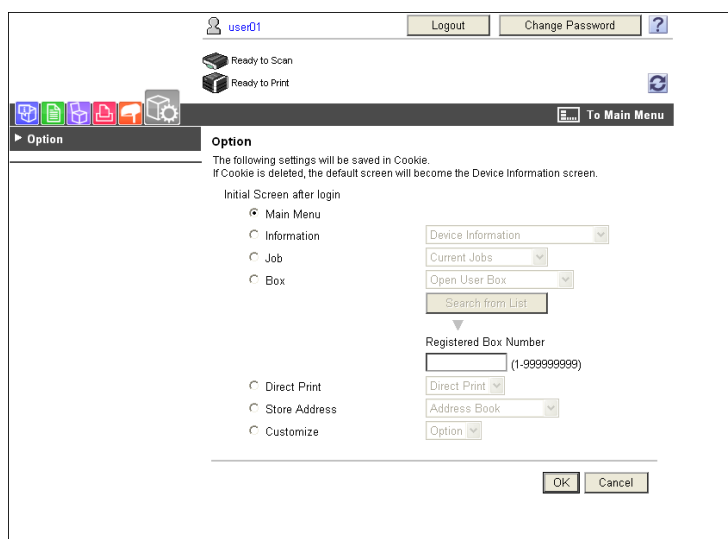 user01 Logout Change Password ?
Ready to Scan
Ready to Print
To Main Menu
Option
Option
The following settings will be saved in Cookie.
If Cookie is deleted, the default screen will become the Device Information screen.
Initial Screen after login
Main Menu
Information Device Information
Job Current Jobs
Box Open User Box
Search from List
Registered Box Number
(1-999999999)
Direct Print Direct Print
Store Address Address Book
Customize Option
OK Cancel